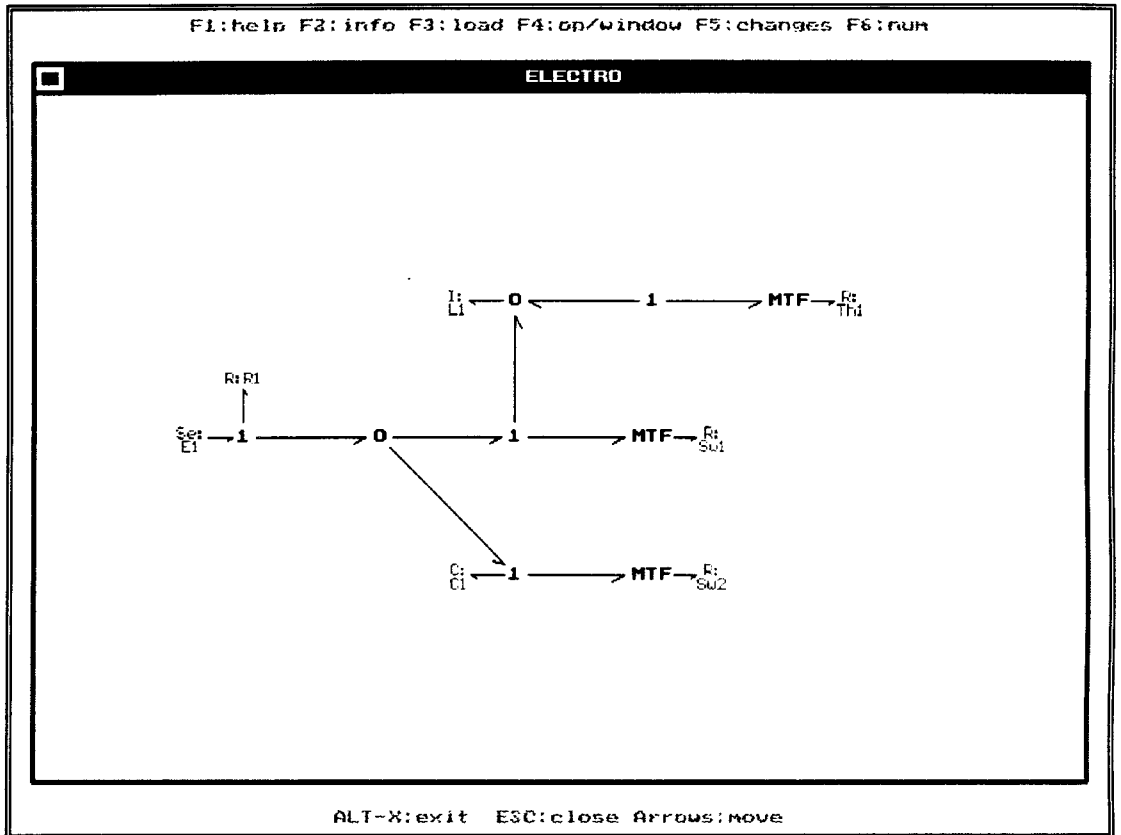 F1:help F2:info F3:load F4:op/window F5:changes F6:num
ELECTRO
I: 0 1 MTF R:
L1 Th1
R:R1
Se: 1 0 1 MTF R:
E1 Sw1
C: 1 MTF R:
C1 Sw2
ALT-X:exit ESC:close Arrows:move